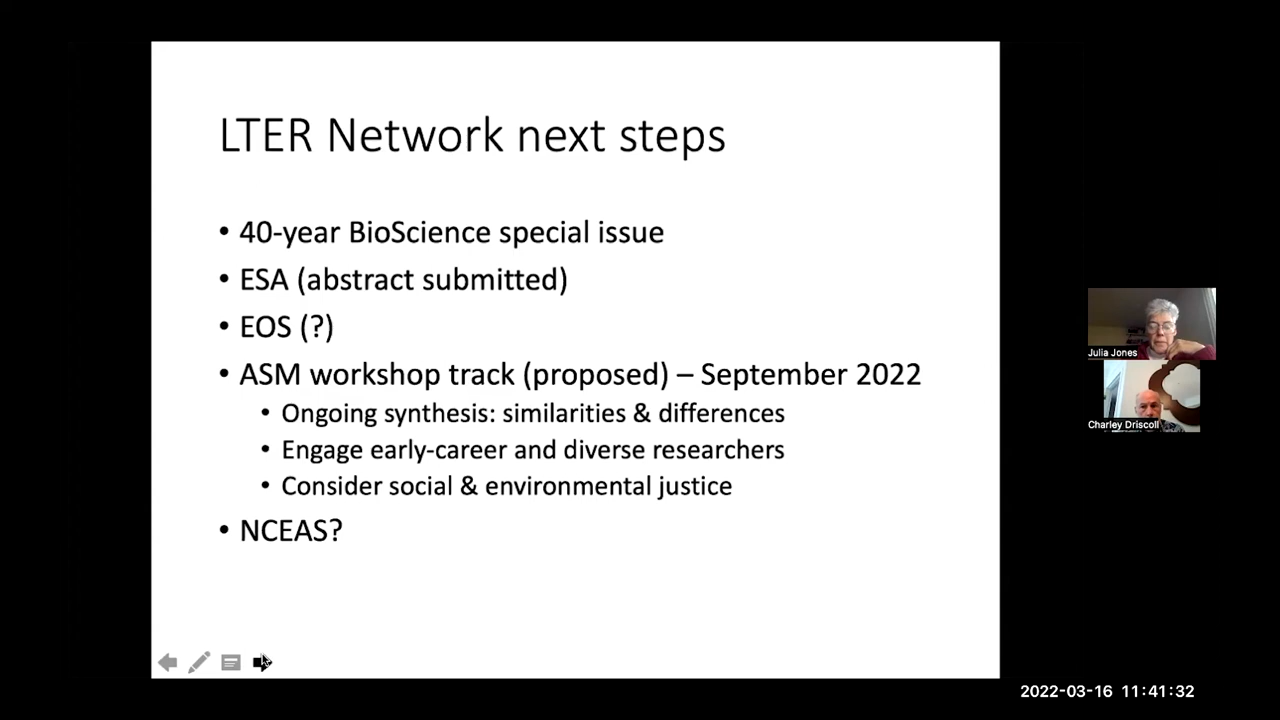 LTER Network next steps
• 40-year BioScience special issue
• ESA (abstract submitted)
• EOS (?)
• ASM workshop track (proposed) – September 2022
• Ongoing synthesis: similarities & differences
• Engage early-career and diverse researchers
• Consider social & environmental justice
• NCEAS?
Julia Jones
Charley Driscoll
2022-03-16 11:41:32